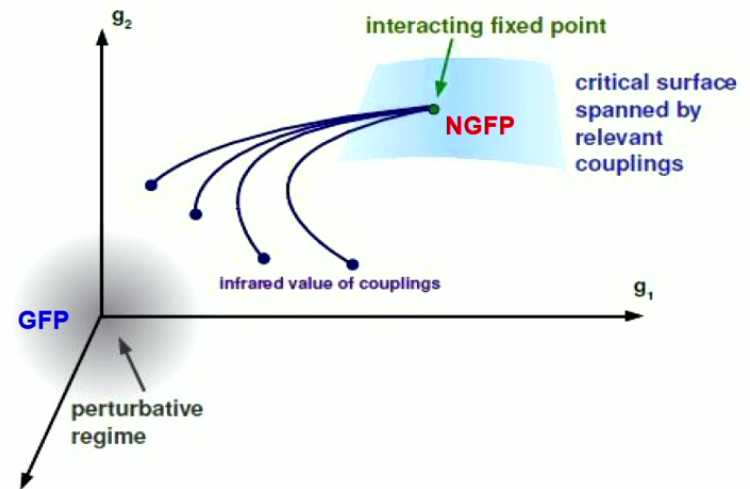 g₂
interacting fixed point
NGFP
critical surface
spanned by
relevant
couplings
infrared value of couplings
g₁
GFP
perturbative
regime